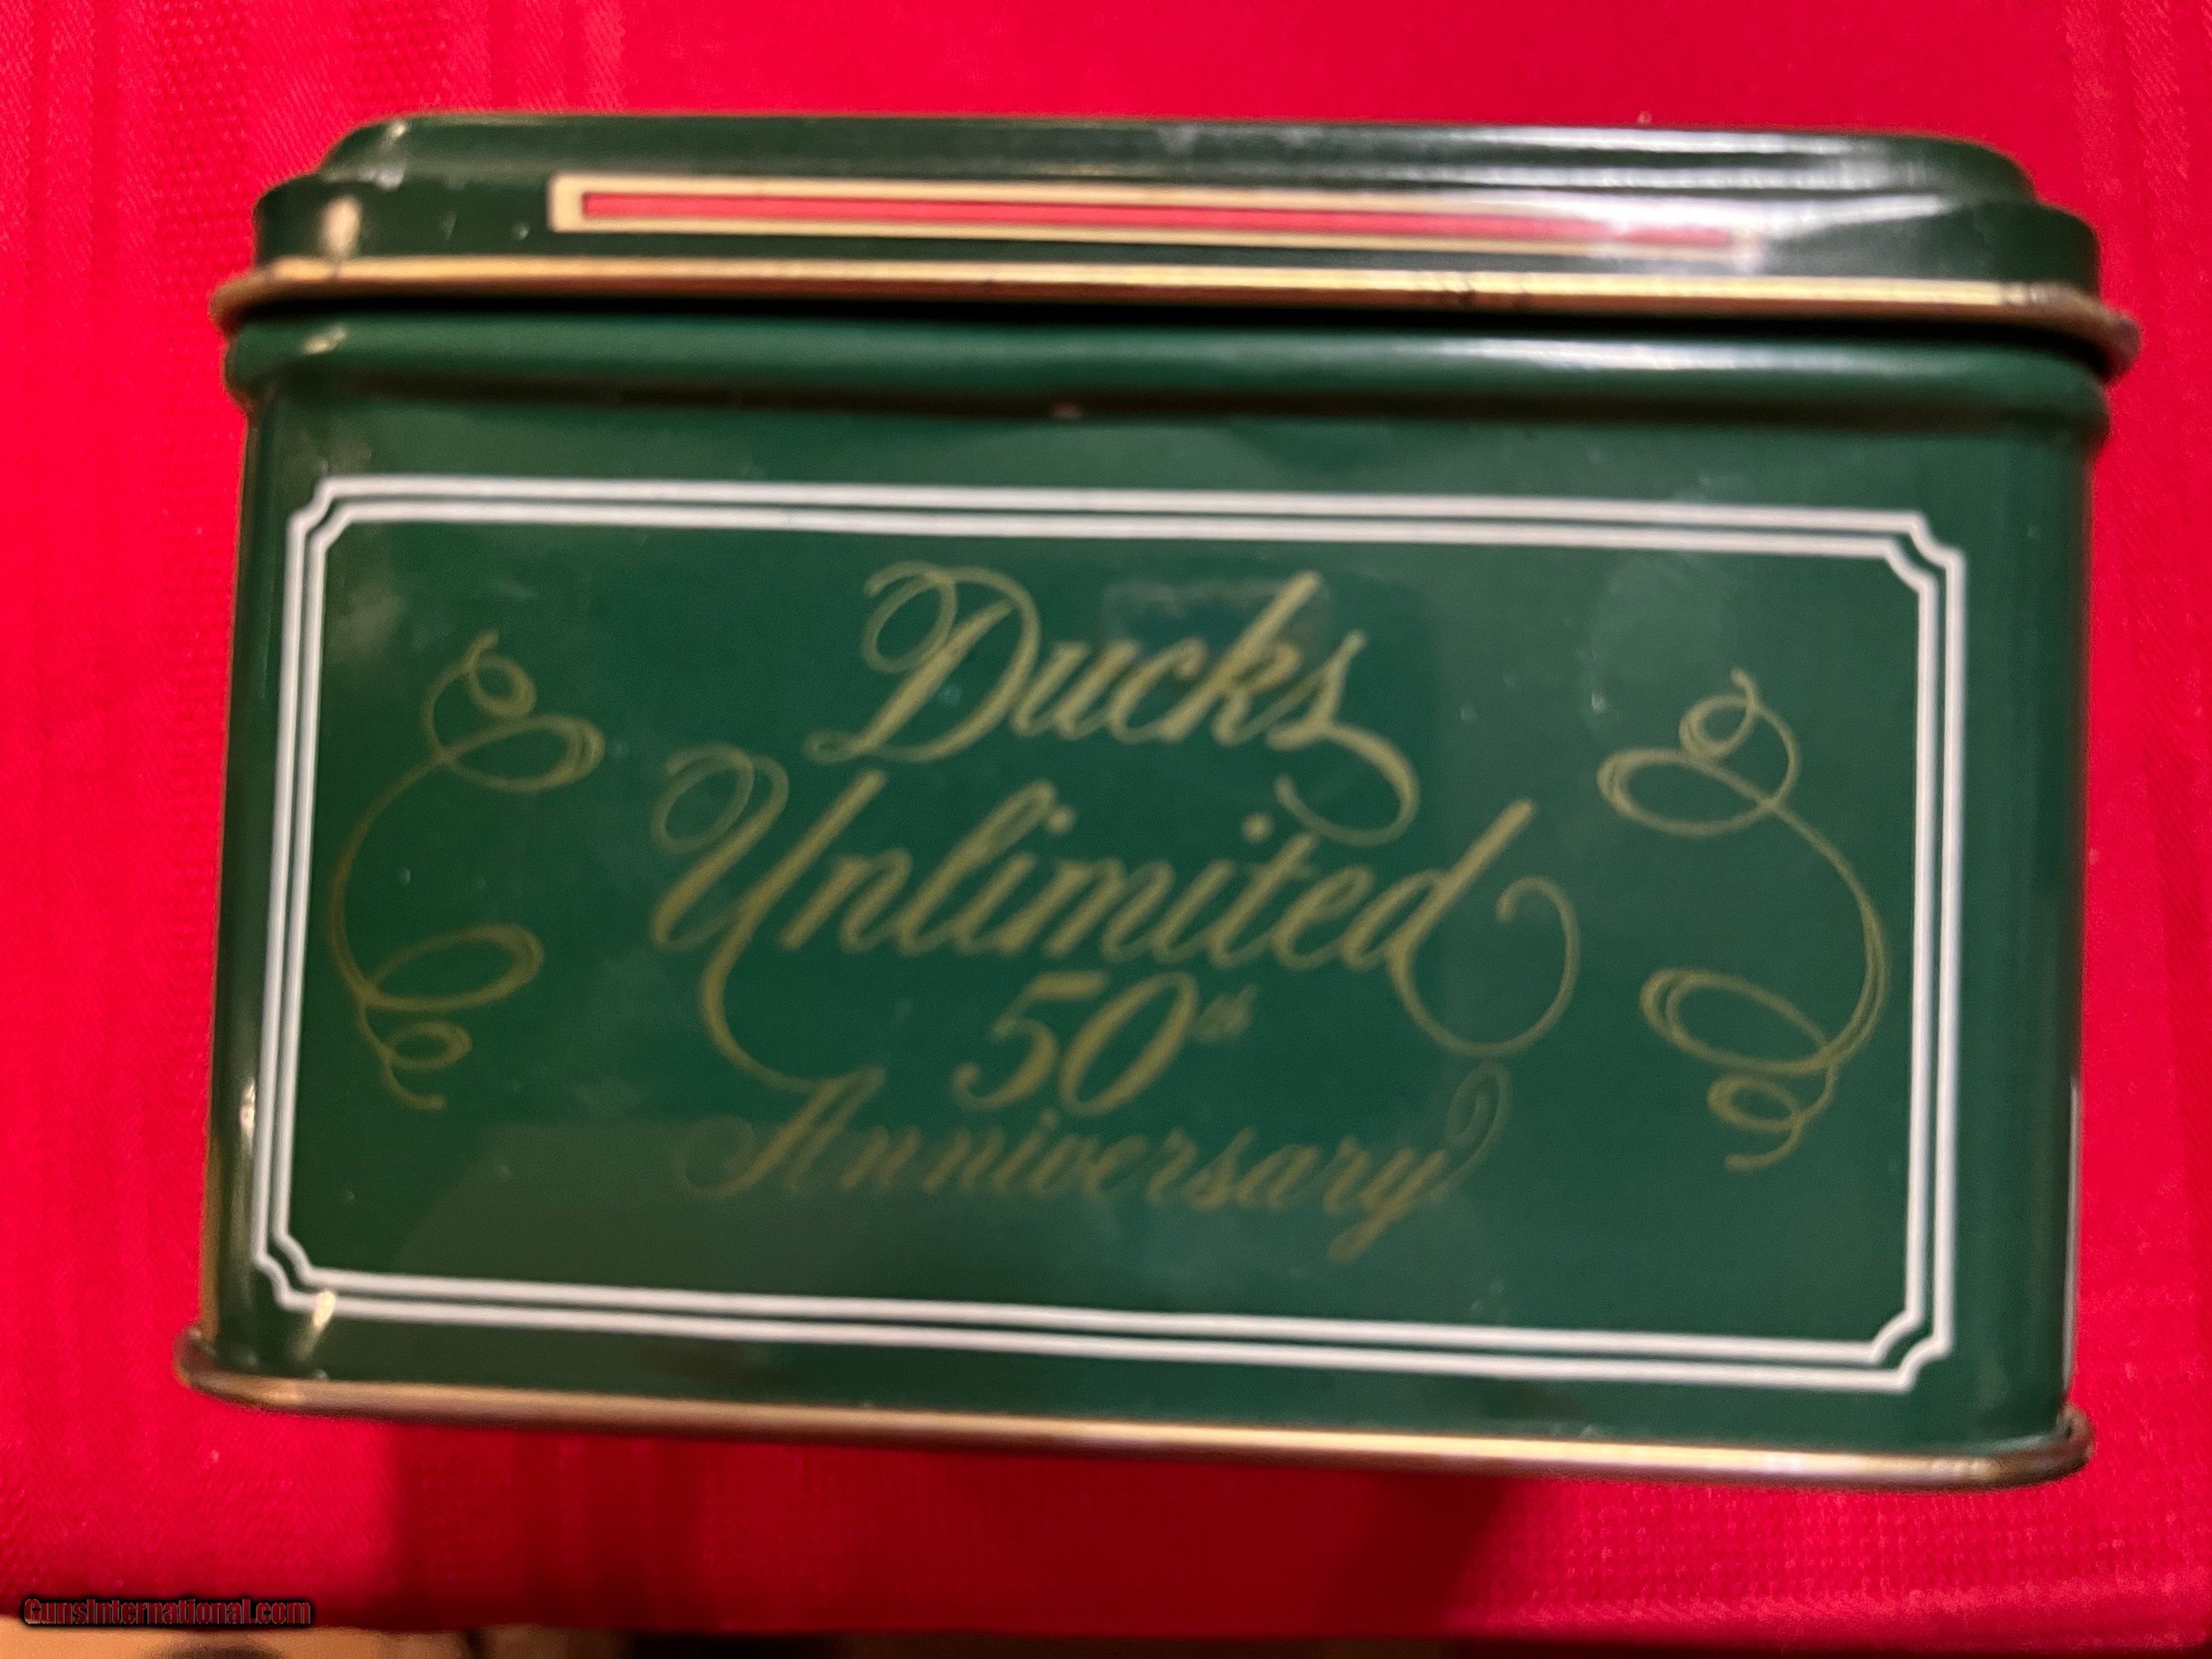 Ducks
Unlimited
50th
Anniversary
GunsInternational.com